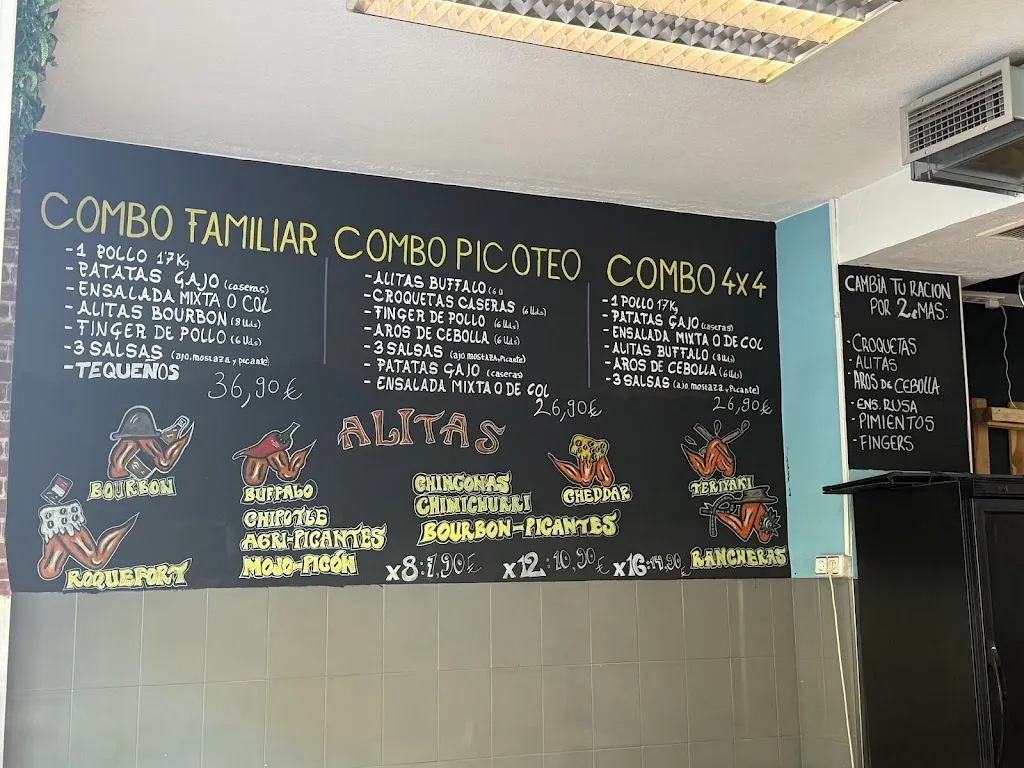 COMBO FAMILIAR
-1 POLLO 17Kg
-PATATAS GAJO (caseras)
-ENSALADA MIXTA O COL
-ALITAS BOURBON (8 Uds)
-FINGER DE POLLO (6 Uds)
-3 SALSAS (ajo, mostaza y picante)
-TEQUEÑOS
36,90€
COMBO PICOTEO
-ALITAS BUFFALO
-CROQUETAS CASERAS (6 Uds)
-FINGER DE POLLO (6 Uds)
-AROS DE CEBOLLA (6 Uds)
-3 SALSAS (ajo, mostaza, Picante)
-PATATAS GAJO (caseras)
-ENSALADA MIXTA O DE COL
26,90€
COMBO 4x4
-1 POLLO 17Kg
-PATATAS GAJO (caseras)
-ENSALADA MIXTA O DE COL
-ALITAS BUFFALO (8 Uds)
-AROS DE CEBOLLA (6 Uds)
-3 SALSAS (ajo, mostaza, Picante)
26,90€
ALITAS
BOURBON
ROQUEFORT
BUFFALO
CHIPOTLE
AGRI-PICANTES
MOJO-PICÓN
CHINGONAS
CHIMICHURRI
BOURBON-PICANTES
CHEDDAR
TERIYAKI
RANCHERAS
x8:7,90€
x12:10,90€
x16:14,90€
CAMBIA TU RACION
POR 2€ MAS:
-CROQUETAS
-ALITAS
-AROS DE CEBOLLA
-ENS. RUSA
-PIMIENTOS
-FINGERS